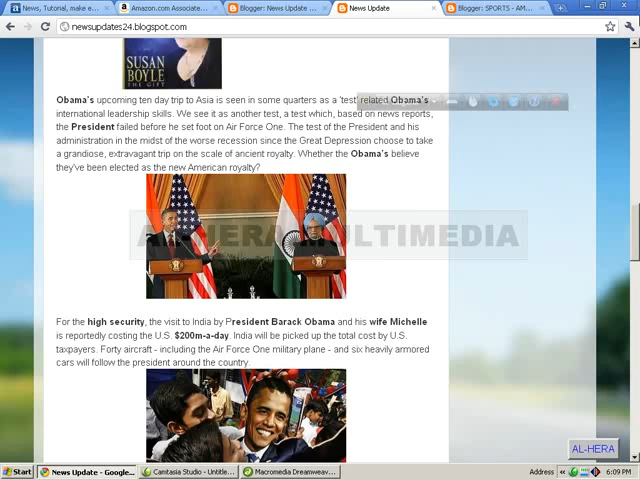 News, Tutorial, make e...
Amazon.com Associate...
Blogger: News Update ...
News Update
Blogger: SPORTS - AM...
newsupdates24.blogspot.com
SUSAN
BOYLE
THE GIFT
Obama's upcoming ten day trip to Asia is seen in some quarters as a 'test' related Obama's
international leadership skills. We see it as another test, a test which, based on news reports,
the President failed before he set foot on Air Force One. The test of the President and his
administration in the midst of the worse recession since the Great Depression choose to take
a grandiose, extravagant trip on the scale of ancient royalty. Whether the Obama's believe
they've been elected as the new American royalty?
AL-HERA MULTIMEDIA
For the high security, the visit to India by President Barack Obama and his wife Michelle
is reportedly costing the U.S. $200m-a-day. India will be picked up the total cost by U.S.
taxpayers. Forty aircraft - including the Air Force One military plane - and six heavily armored
cars will follow the president around the country.
AL-HERA
Start
News Update - Google...
Camtasia Studio - Untitle...
Macromedia Dreamweav...
Address
6:09 PM